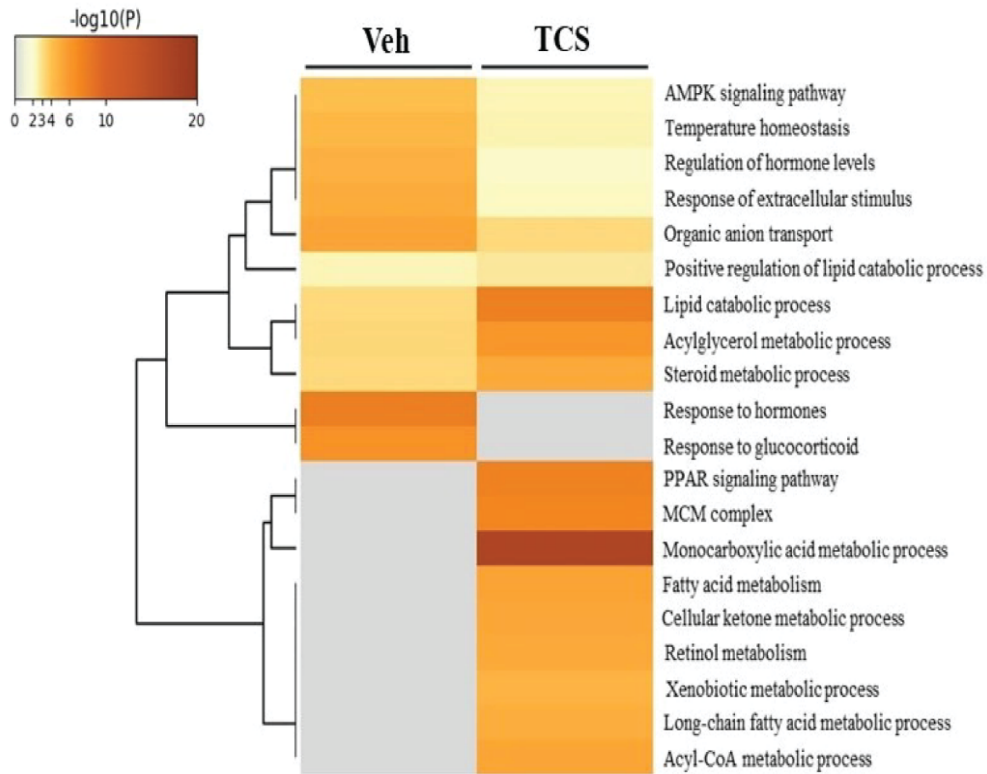 -log10(P)
0 2 3 4 6 10 20
Veh TCS
AMPK signaling pathway
Temperature homeostasis
Regulation of hormone levels
Response of extracellular stimulus
Organic anion transport
Positive regulation of lipid catabolic process
Lipid catabolic process
Acylglycerol metabolic process
Steroid metabolic process
Response to hormones
Response to glucocorticoid
PPAR signaling pathway
MCM complex
Monocarboxylic acid metabolic process
Fatty acid metabolism
Cellular ketone metabolic process
Retinol metabolism
Xenobiotic metabolic process
Long-chain fatty acid metabolic process
Acyl-CoA metabolic process